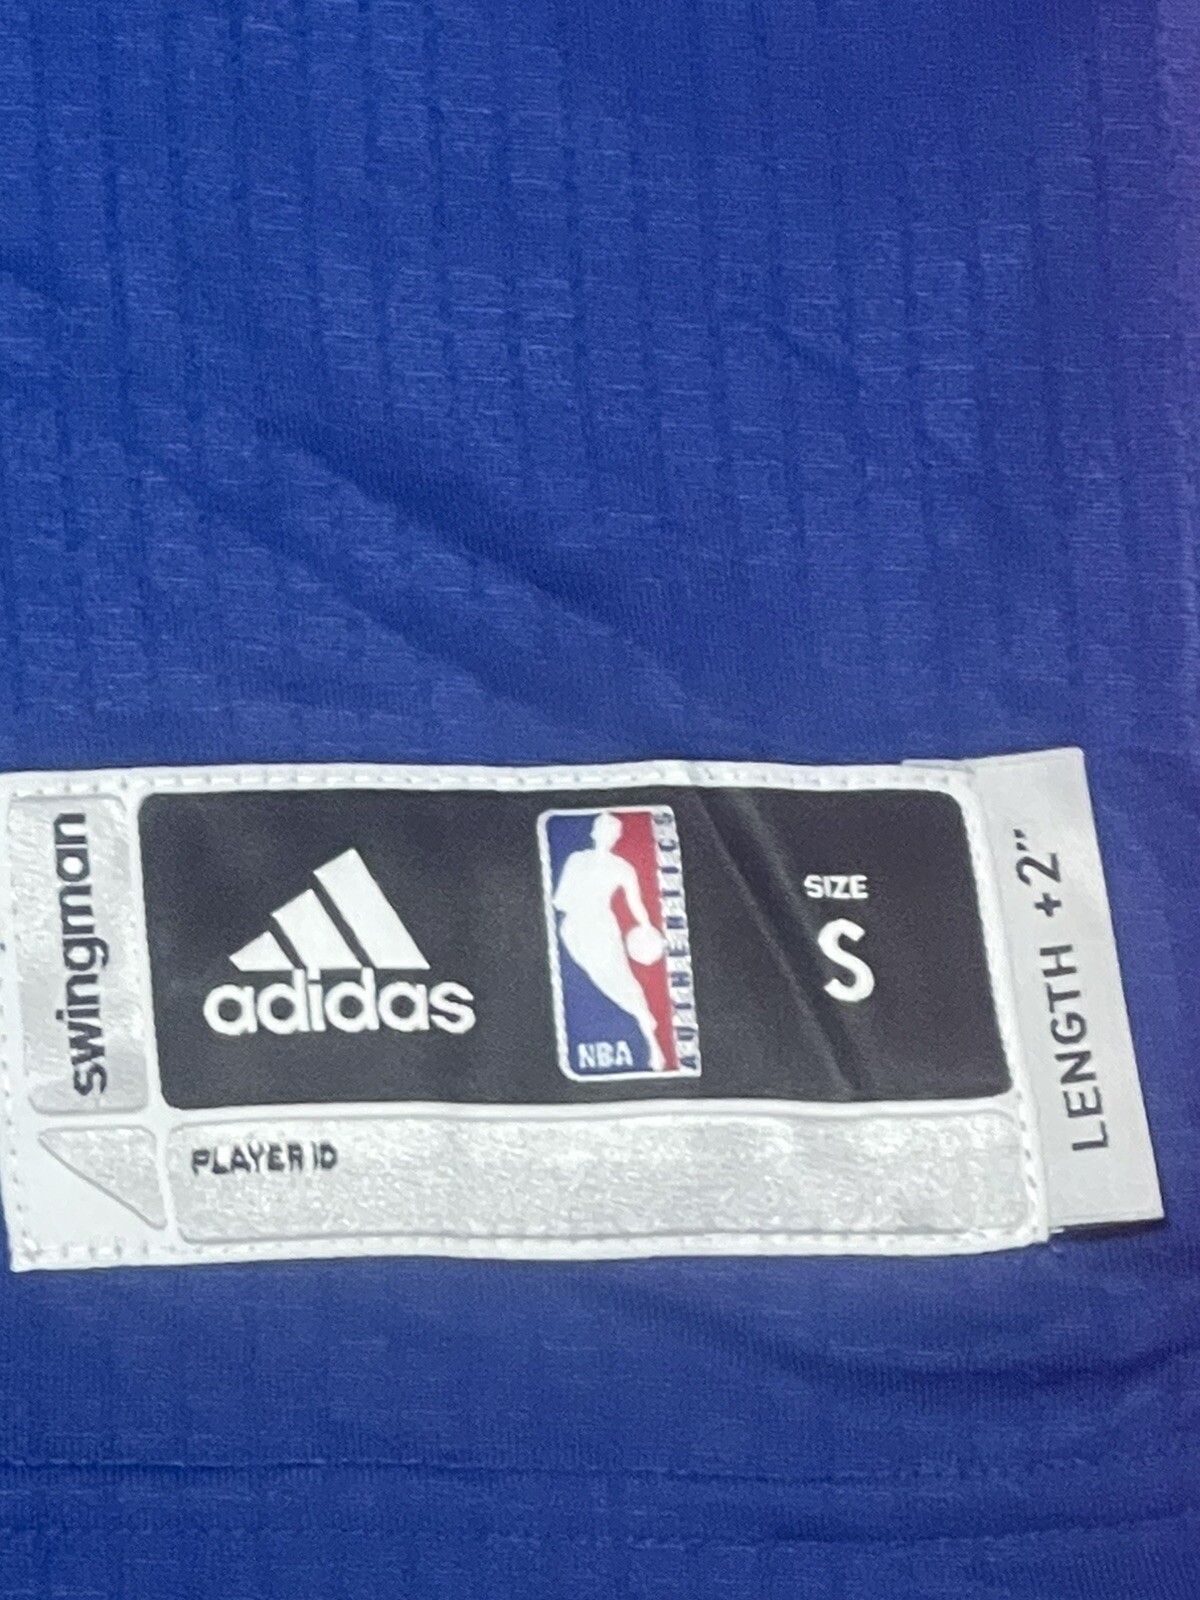 swingman
adidas
NBA
AUTHENTICS
SIZE
S
LENGTH +2"
PLAYER ID